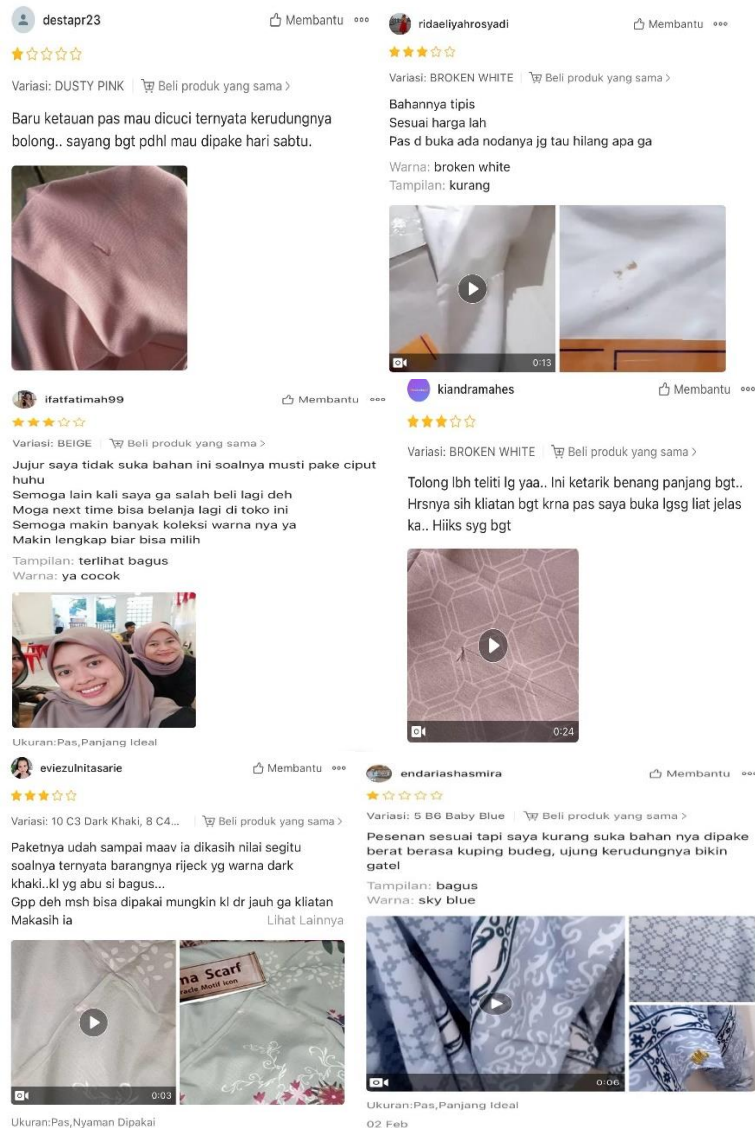 destapr23
Membantu
Variasi: DUSTY PINK
Beli produk yang sama >
Baru ketauan pas mau dicuci ternyata kerudungnya
bolong.. sayang bgt pdhl mau dipake hari sabtu.
ridaeliyahrosyadi
Membantu
Variasi: BROKEN WHITE
Beli produk yang sama >
Bahannya tipis
Sesuai harga lah
Pas d buka ada nodanya jg tau hilang apa ga
Warna: broken white
Tampilan: kurang
0:13
ifatfatimah99
Membantu
Variasi: BEIGE
Beli produk yang sama >
Jujur saya tidak suka bahan ini soalnya musti pake ciput
huhu
Semoga lain kali saya ga salah beli lagi deh
Moga next time bisa belanja lagi di toko ini
Semoga makin banyak koleksi warna nya ya
Makin lengkap biar bisa milih
Tampilan: terlihat bagus
Warna: ya cocok
Ukuran:Pas,Panjang Ideal
kiandramahes
Membantu
Variasi: BROKEN WHITE
Beli produk yang sama >
Tolong lbh teliti lg yaa.. Ini ketarik benang panjang bgt..
Hrsnya sih kliatan bgt krna pas saya buka lgsg liat jelas
ka.. Hiiks syg bgt
0:24
eviezulnitasarie
Membantu
Variasi: 10 C3 Dark Khaki, 8 C4...
Beli produk yang sama >
Paketnya udah sampai maav ia dikasih nilai segitu
soalnya ternyata barangnya rijeck yg warna dark
khaki..kl yg abu si bagus...
Gpp deh msh bisa dipakai mungkin kl dr jauh ga kliatan
Makasih ia
Lihat Lainnya
0:03
ma Scarf
racle Motif Icon
Ukuran:Pas,Nyaman Dipakai
endariashasmira
Membantu
Variasi: 5 B6 Baby Blue
Beli produk yang sama >
Pesenan sesuai tapi saya kurang suka bahan nya dipake
berat berasa kuping budeg, ujung kerudungnya bikin
gatel
Tampilan: bagus
Warna: sky blue
0:06
Ukuran:Pas,Panjang Ideal
02 Feb